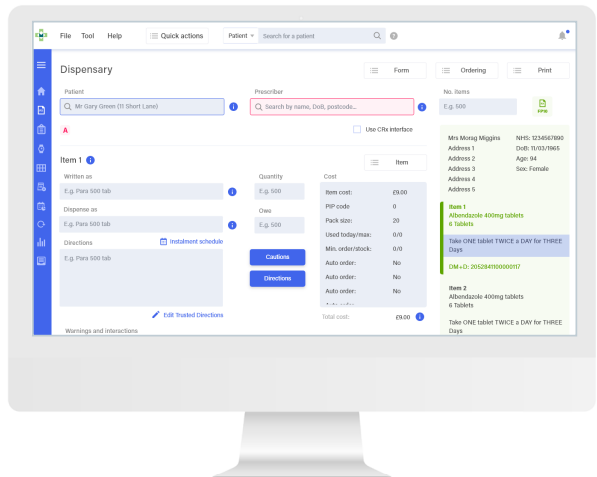 File Tool Help Quick actions Patient Search for a patient ?
Dispensary Form Ordering Print
Patient Prescriber No. items
Mr Gary Green (11 Short Lane) Search by name, DoB, postcode... E.g. 500
A Use CRx interface
Item 1 Item
Written as Quantity Cost
E.g. Para 500 tab E.g. 500
Dispense as Owe
E.g. Para 500 tab E.g. 500
Directions Instalment schedule
E.g. Para 500 tab
Cautions
Directions
Edit Trusted Directions
Warnings and interactions
Item cost: £9.00
PIP code 0
Pack size: 20
Used today/max: 0/0
Min. order/stock: 0/0
Auto order: No
Auto order: No
Auto order: No
Total cost: £9.00
Mrs Morag Miggins NHS: 1234567890
Address 1 DoB: 11/03/1965
Address 2 Age: 94
Address 3 Sex: Female
Address 4
Address 5
Item 1
Albendazole 400mg tablets
6 Tablets
Take ONE tablet TWICE a DAY for THREE
Days
DM+D: 2052841100000117
Item 2
Albendazole 400mg tablets
6 Tablets
Take ONE tablet TWICE a DAY for THREE
Days